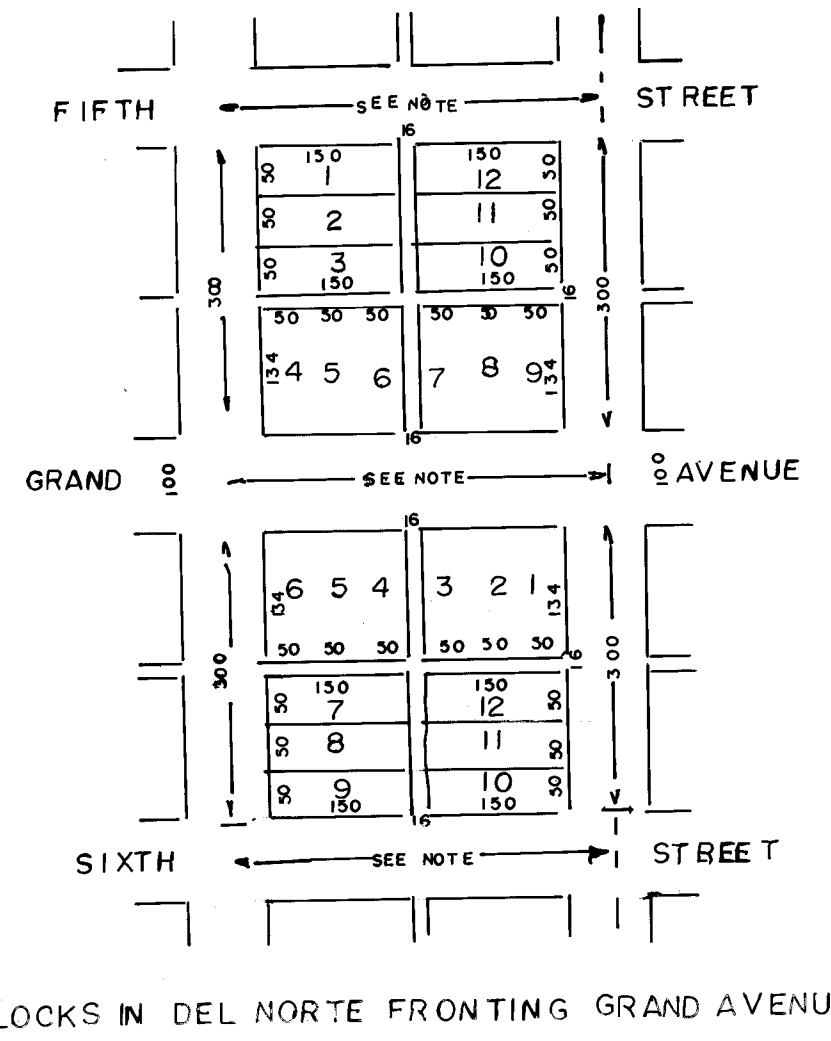 FIFTH SEE NOTE STREET
16
150 150
50 1 12 50
50 2 11 50
50 3 10 50
150 150
300 16 300
50 50 50 50 50 50
134 4 5 6 7 8 9 134
16
GRAND 100 SEE NOTE 100 AVENUE
16
134 6 5 4 3 2 1 134
50 50 50 50 50 50
300 16 300
150 150
50 7 12 50
50 8 11 50
50 9 10 50
150 150
16
SIXTH SEE NOTE STREET
LOCKS IN DEL NORTE FRONTING GRAND AVENU